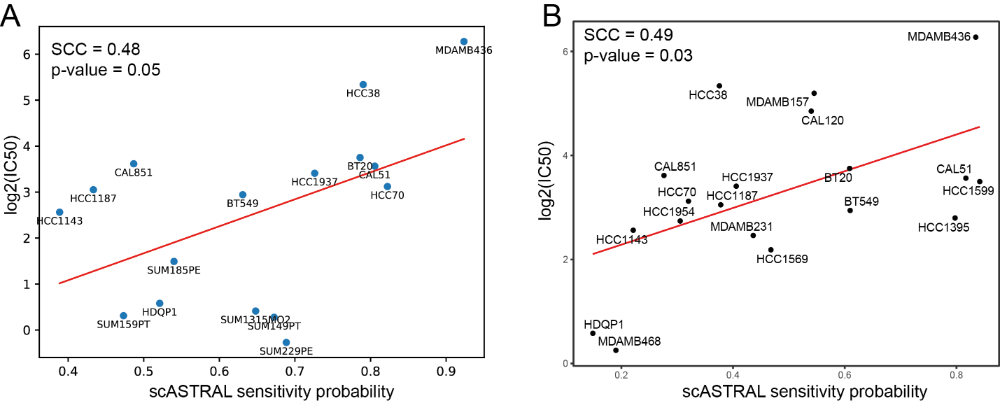 A
SCC = 0.48
p-value = 0.05
MDAMB436
HCC38
CAL851
HCC1187
HCC1143
BT20
CAL51
HCC1937
HCC70
BT549
SUM185PE
HDQP1
SUM159PT
SUM1315MO2
SUM149PT
SUM229PE
log2(IC50)
6
5
4
3
2
1
0
0.4
0.5
0.6
0.7
0.8
0.9
scASTRAL sensitivity probability
B
SCC = 0.49
p-value = 0.03
MDAMB436
HCC38
MDAMB157
CAL120
CAL851
HCC1937
BT20
CAL51
HCC1599
HCC70
HCC1187
BT549
HCC1954
MDAMB231
HCC1395
HCC1143
HCC1569
HDQP1
MDAMB468
log2(IC50)
6
4
2
0
0.2
0.4
0.6
0.8
scASTRAL sensitivity probability